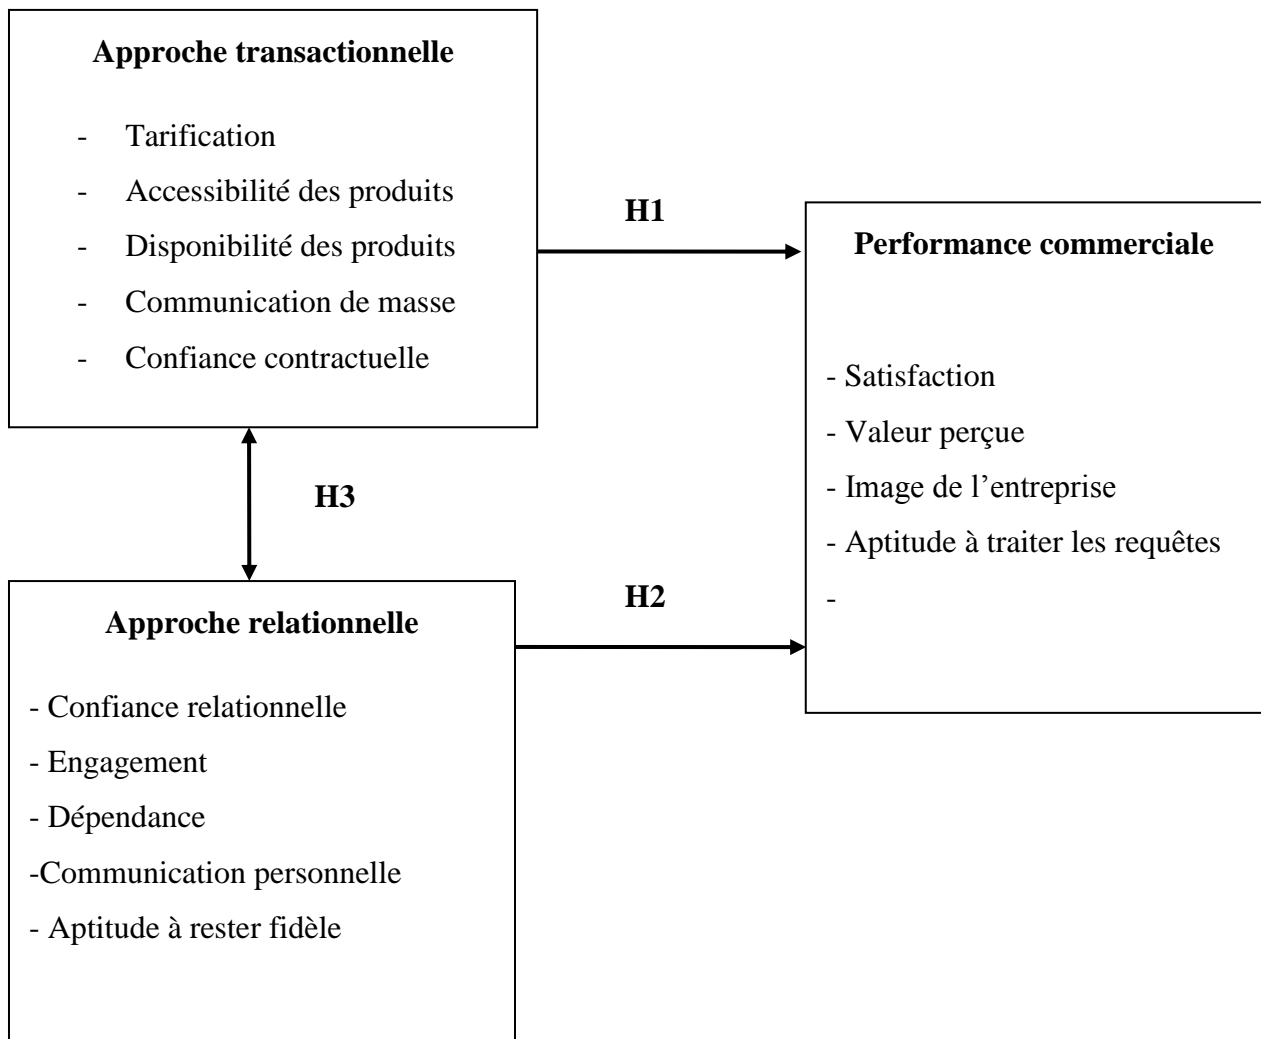 Approche transactionnelle
- Tarification
- Accessibilité des produits
- Disponibilité des produits
- Communication de masse
- Confiance contractuelle
H1
Performance commerciale
- Satisfaction
- Valeur perçue
- Image de l’entreprise
- Aptitude à traiter les requêtes
-
H3
H2
Approche relationnelle
- Confiance relationnelle
- Engagement
- Dépendance
-Communication personnelle
- Aptitude à rester fidèle